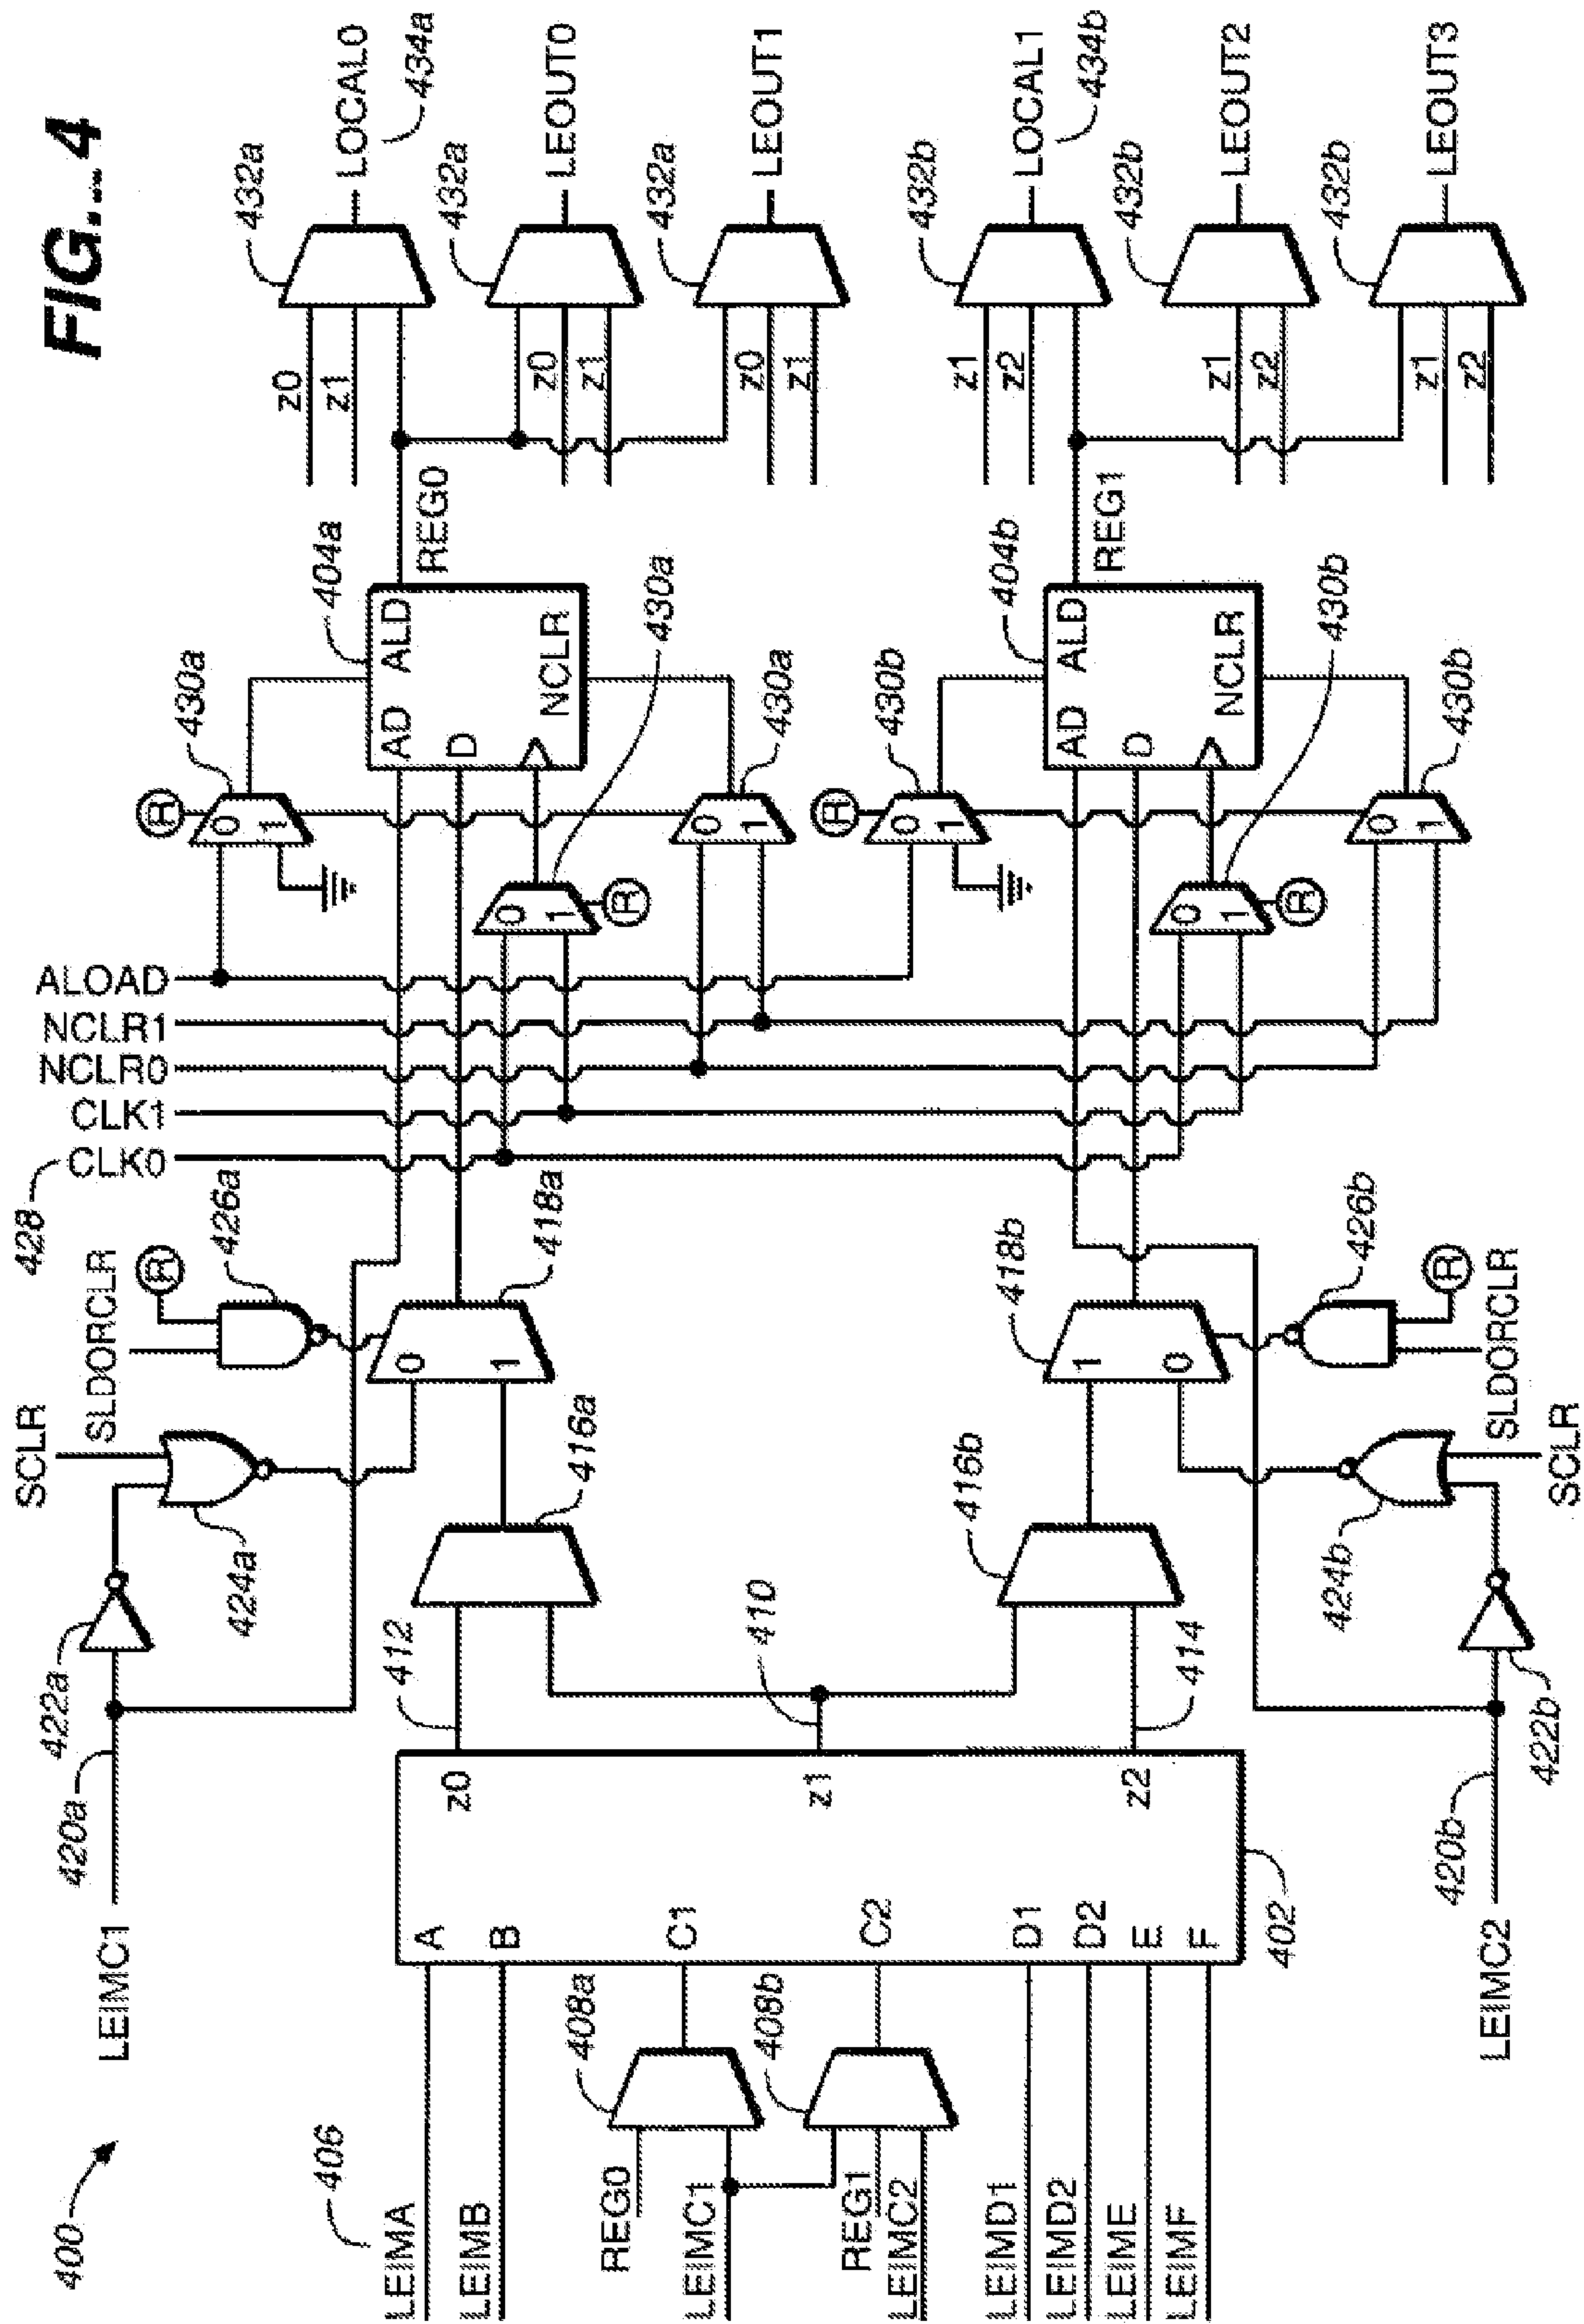 FIG._4
400
406
LEIMA
LEIMB
REG0
LEIMC1
REG1
LEIMC2
LEIMD1
LEIMD2
LEIME
LEIMF
408a
408b
A
B
C1
C2
D1
D2
E
F
z0
z1
z2
402
412
410
414
LEIMC1
420a
422a
SCLR
424a
SLDORCLR
R
426a
416a
0
1
418a
LEIMC2
420b
422b
SCLR
424b
SLDORCLR
R
426b
416b
1
0
418b
428
CLK0
CLK1
NCLR0
NCLR1
ALOAD
R
0
1
430a
0
1
R
430a
0
1
430a
AD
ALD
D
NCLR
404a
REG0
R
0
1
430b
0
1
R
430b
0
1
430b
AD
ALD
D
NCLR
404b
REG1
z0
z1
432a
LOCAL0
434a
z0
z1
432a
LEOUT0
z0
z1
432a
LEOUT1
z1
z2
432b
LOCAL1
434b
z1
z2
432b
LEOUT2
z1
z2
432b
LEOUT3